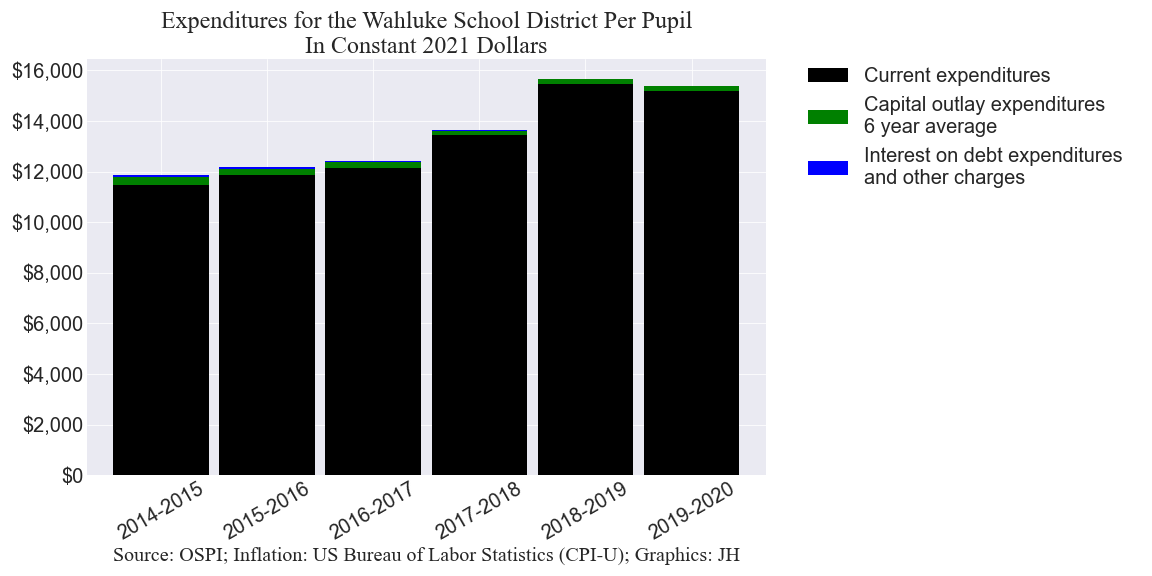 Expenditures for the Wahluke School District Per Pupil
In Constant 2021 Dollars
$16,000
$14,000
$12,000
$10,000
$8,000
$6,000
$4,000
$2,000
$0
2014-2015
2015-2016
2016-2017
2017-2018
2018-2019
2019-2020
Current expenditures
Capital outlay expenditures
6 year average
Interest on debt expenditures
and other charges
Source: OSPI; Inflation: US Bureau of Labor Statistics (CPI-U); Graphics: JH